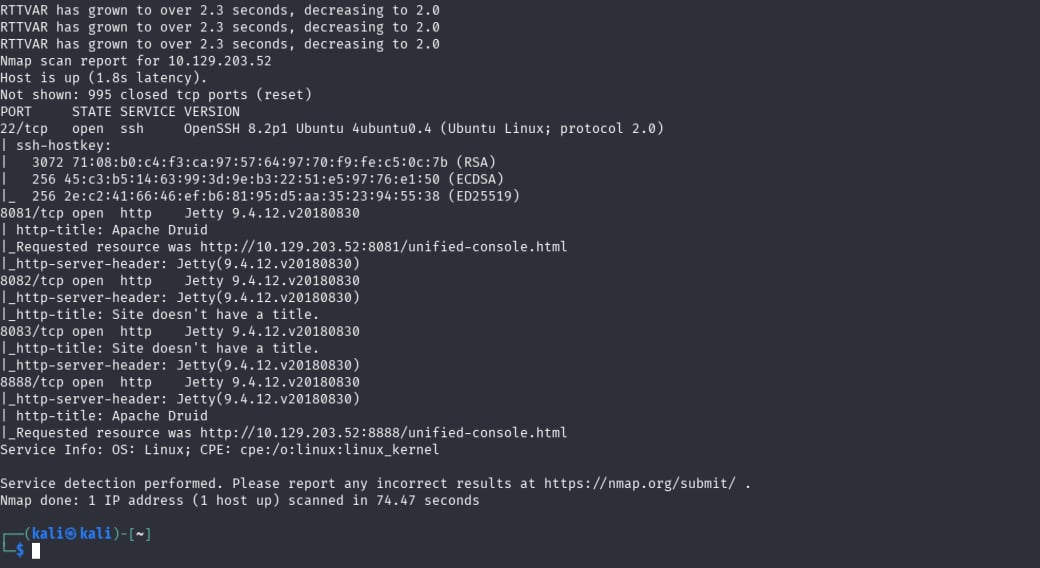 RTTVAR has grown to over 2.3 seconds, decreasing to 2.0
RTTVAR has grown to over 2.3 seconds, decreasing to 2.0
RTTVAR has grown to over 2.3 seconds, decreasing to 2.0
Nmap scan report for 10.129.203.52
Host is up (1.8s latency).
Not shown: 995 closed tcp ports (reset)
PORT     STATE SERVICE VERSION
22/tcp   open  ssh     OpenSSH 8.2p1 Ubuntu 4ubuntu0.4 (Ubuntu Linux; protocol 2.0)
| ssh-hostkey:
|   3072 71:08:b0:c4:f3:ca:97:57:64:97:70:f9:fe:c5:0c:7b (RSA)
|   256 45:c3:b5:14:63:99:3d:9e:b3:22:51:e5:97:76:e1:50 (ECDSA)
|_  256 2e:c2:41:66:46:ef:b6:81:95:d5:aa:35:23:94:55:38 (ED25519)
8081/tcp open  http    Jetty 9.4.12.v20180830
| http-title: Apache Druid
|_Requested resource was http://10.129.203.52:8081/unified-console.html
|_http-server-header: Jetty(9.4.12.v20180830)
8082/tcp open  http    Jetty 9.4.12.v20180830
|_http-server-header: Jetty(9.4.12.v20180830)
|_http-title: Site doesn't have a title.
8083/tcp open  http    Jetty 9.4.12.v20180830
|_http-title: Site doesn't have a title.
|_http-server-header: Jetty(9.4.12.v20180830)
8888/tcp open  http    Jetty 9.4.12.v20180830
|_http-server-header: Jetty(9.4.12.v20180830)
| http-title: Apache Druid
|_Requested resource was http://10.129.203.52:8888/unified-console.html
Service Info: OS: Linux; CPE: cpe:/o:linux:linux_kernel

Service detection performed. Please report any incorrect results at https://nmap.org/submit/ .
Nmap done: 1 IP address (1 host up) scanned in 74.47 seconds

┌──(kali㉿kali)-[~]
└─$